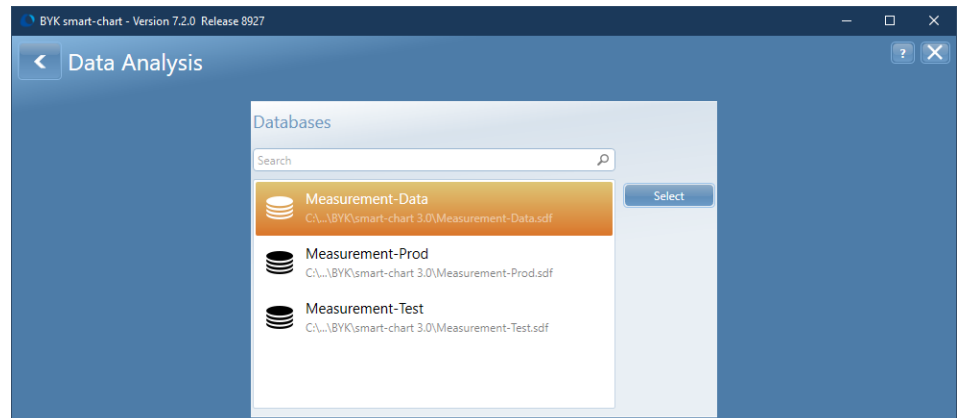 BYK smart-chart - Version 7.2.0 Release 8927
Data Analysis
?
Databases
Search
Measurement-Data
C:\...\BYK\smart-chart 3.0\Measurement-Data.sdf
Select
Measurement-Prod
C:\...\BYK\smart-chart 3.0\Measurement-Prod.sdf
Measurement-Test
C:\...\BYK\smart-chart 3.0\Measurement-Test.sdf